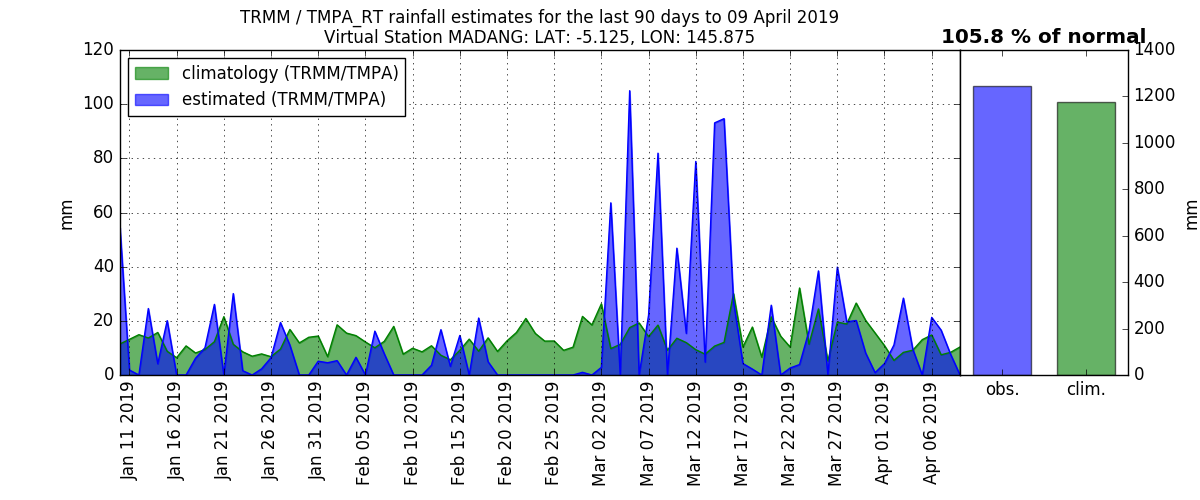 TRMM / TMPA_RT rainfall estimates for the last 90 days to 09 April 2019
Virtual Station MADANG: LAT: -5.125, LON: 145.875
105.8 % of normal
climatology (TRMM/TMPA)
estimated (TRMM/TMPA)
120
100
80
60
40
20
0
mm
Jan 11 2019
Jan 16 2019
Jan 21 2019
Jan 26 2019
Jan 31 2019
Feb 05 2019
Feb 10 2019
Feb 15 2019
Feb 20 2019
Feb 25 2019
Mar 02 2019
Mar 07 2019
Mar 12 2019
Mar 17 2019
Mar 22 2019
Mar 27 2019
Apr 01 2019
Apr 06 2019
obs.
clim.
1400
1200
1000
800
600
400
200
0
mm